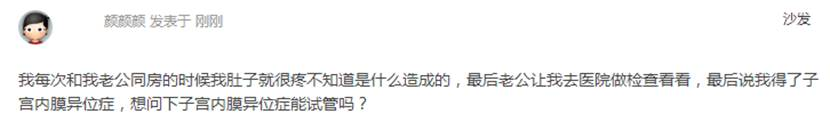 颜颜颜 发表于 刚刚
沙发
我每次和我老公同房的时候我肚子就很疼不知道是什么造成的，最后老公让我去医院做检查看看，最后说我得了子
宫内膜异位症，想问下子宫内膜异位症能试管吗？